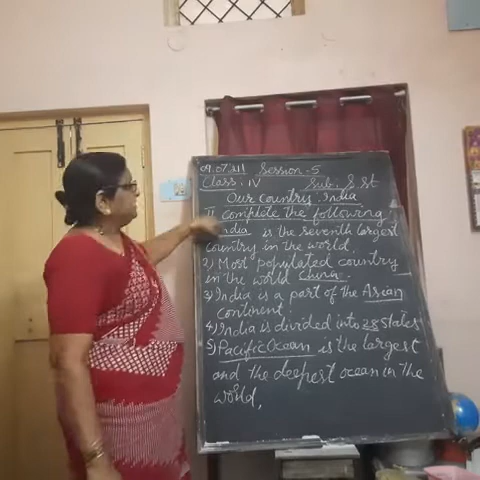 09.07.21 Session-5
Class: IV Sub: S.St
Our country: India
II Complete the following
India is the seventh largest
country in the world.
2) Most populated country
in the world China.
3) India is a part of the Asian
continent.
4) India is divided into 28 states
5) Pacific Ocean is the largest
and the deepest ocean in the
world,